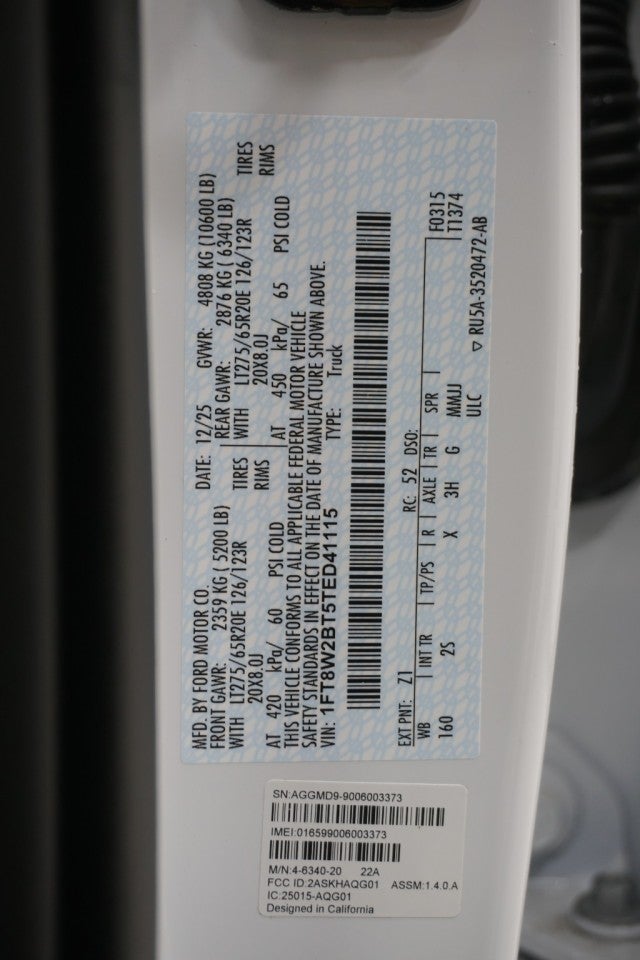 MFD. BY FORD MOTOR CO.
DATE: 12/25 GVWR: 4808 KG (10600 LB)
FRONT GAWR: 2359 KG ( 5200 LB)
REAR GAWR: 2876 KG ( 6340 LB)
WITH LT275/65R20E 126/123R TIRES
WITH LT275/65R20E 126/123R TIRES
20X8.0J RIMS
20X8.0J RIMS
AT 420 kPa/ 60 PSI COLD
AT 450 kPa/ 65 PSI COLD
THIS VEHICLE CONFORMS TO ALL APPLICABLE FEDERAL MOTOR VEHICLE
SAFETY STANDARDS IN EFFECT ON THE DATE OF MANUFACTURE SHOWN ABOVE.
VIN: 1FT8W2BT5TED41115 TYPE: Truck
EXT PNT: Z1 RC: 52 DSO: F0315
WB INT TR TP/PS R AXLE TR SPR T1374
160 2S X 3H G MMJJ
ULC
▽ RU5A-3520472-AB
SN:AGGMD9-9006003373
IMEI:016599006003373
M/N:4-6340-20 22A
FCC ID:2ASKHAQG01 ASSM:1.4.0.A
IC:25015-AQG01
Designed in California